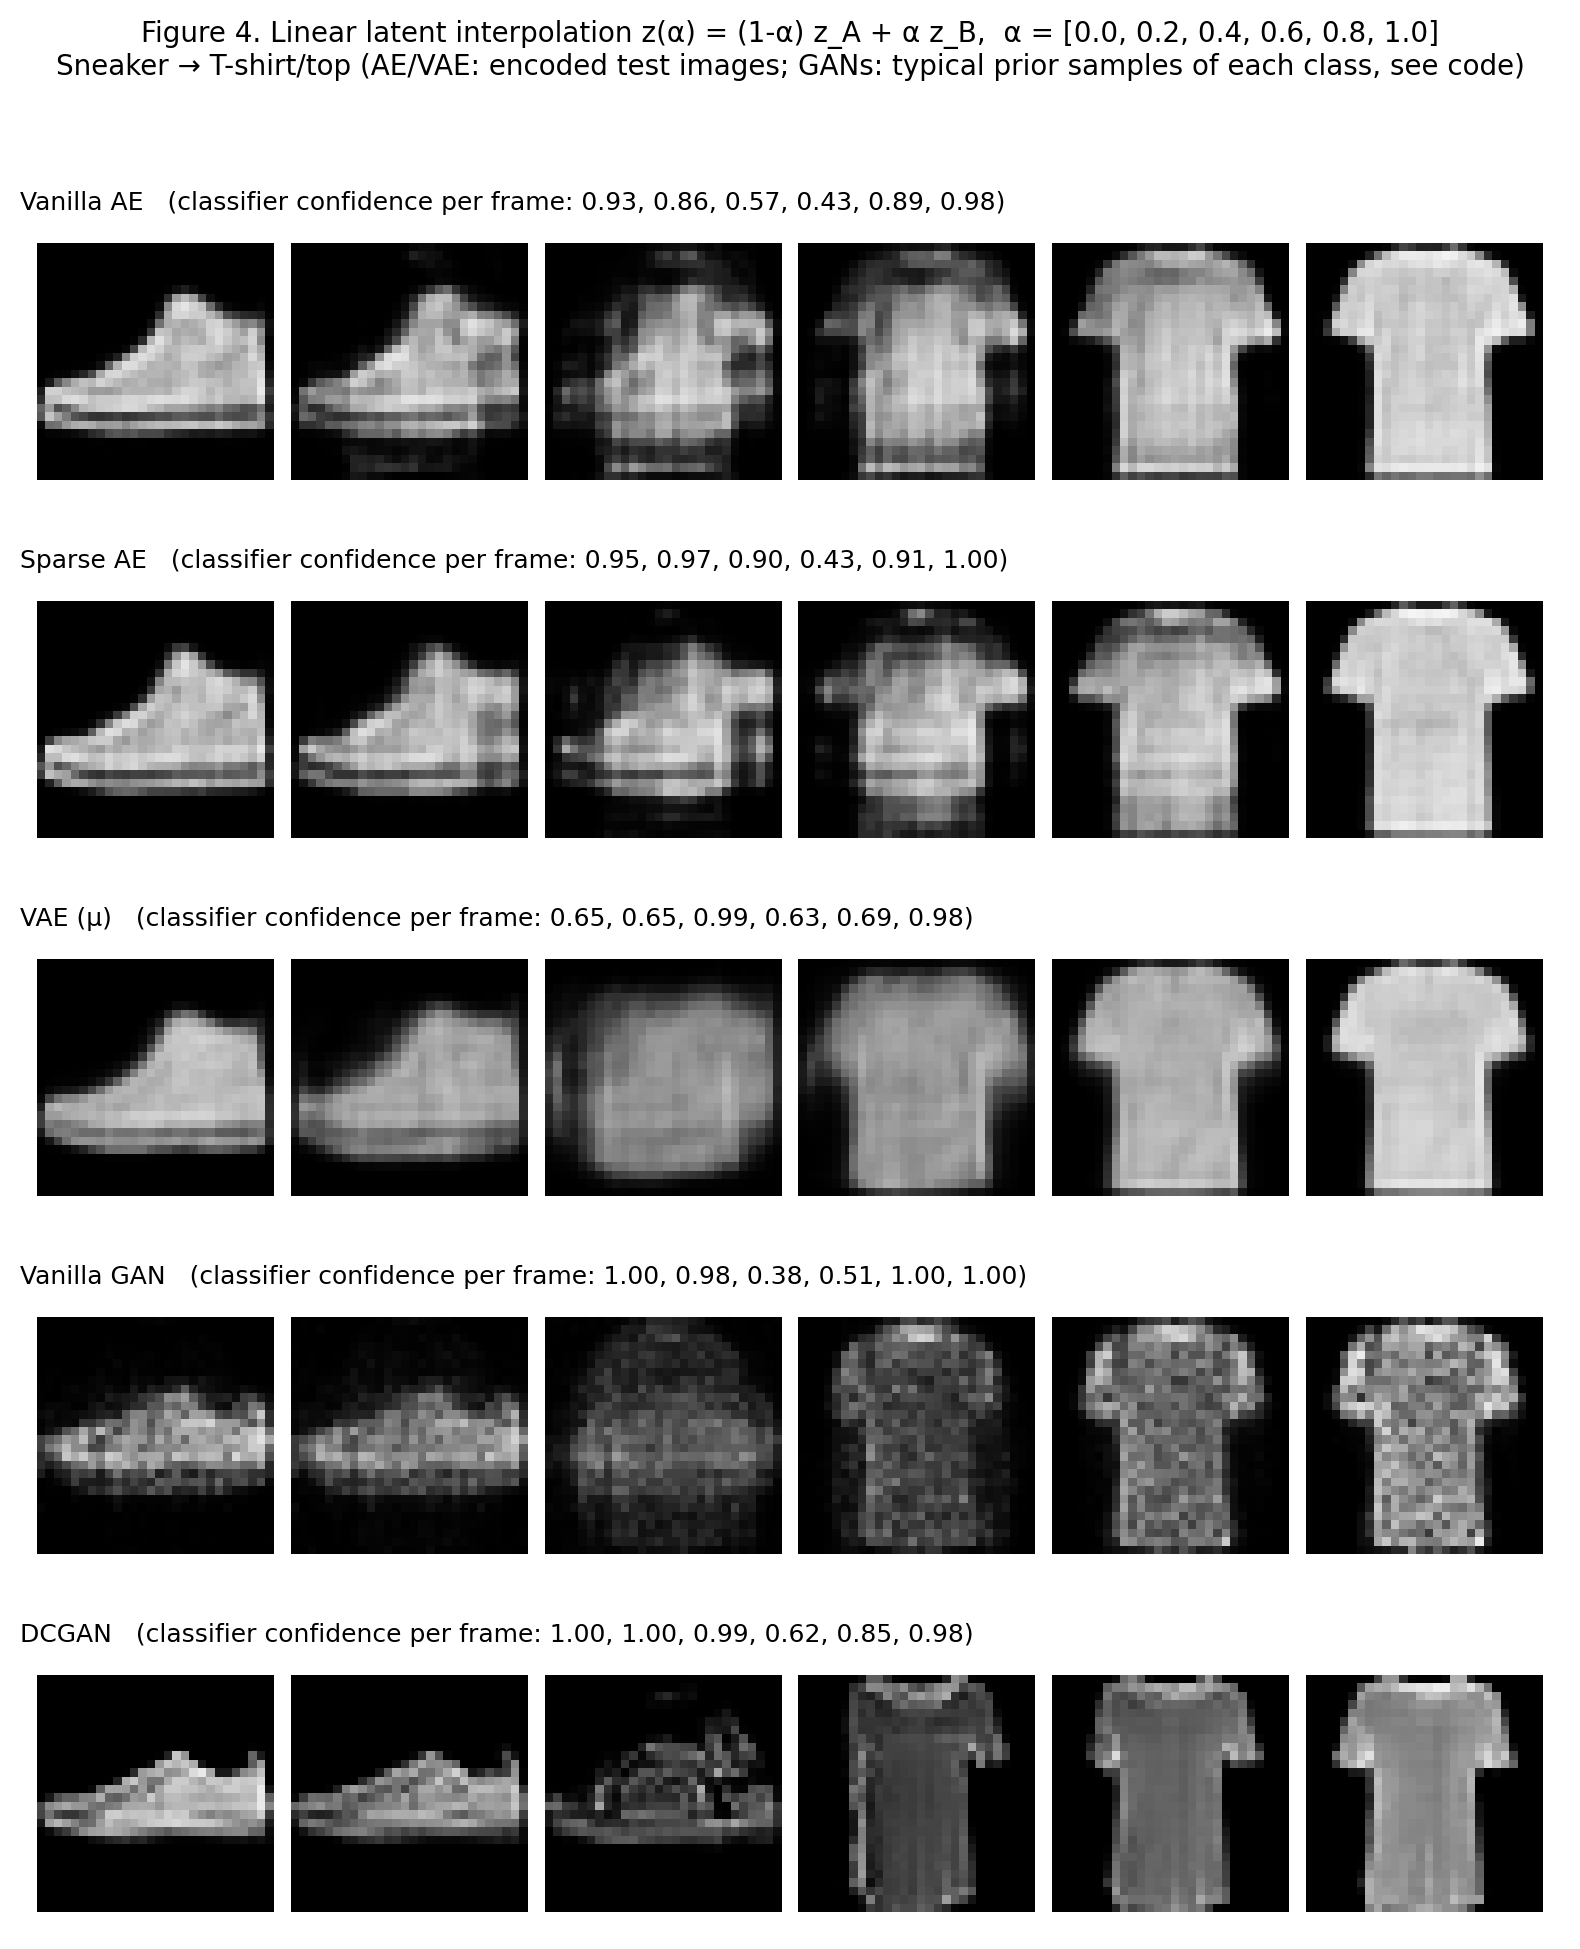 Figure 4. Linear latent interpolation z(α) = (1-α) z_A + α z_B,  α = [0.0, 0.2, 0.4, 0.6, 0.8, 1.0]
Sneaker → T-shirt/top (AE/VAE: encoded test images; GANs: typical prior samples of each class, see code)
Vanilla AE   (classifier confidence per frame: 0.93, 0.86, 0.57, 0.43, 0.89, 0.98)
Sparse AE   (classifier confidence per frame: 0.95, 0.97, 0.90, 0.43, 0.91, 1.00)
VAE (μ)   (classifier confidence per frame: 0.65, 0.65, 0.99, 0.63, 0.69, 0.98)
Vanilla GAN   (classifier confidence per frame: 1.00, 0.98, 0.38, 0.51, 1.00, 1.00)
DCGAN   (classifier confidence per frame: 1.00, 1.00, 0.99, 0.62, 0.85, 0.98)